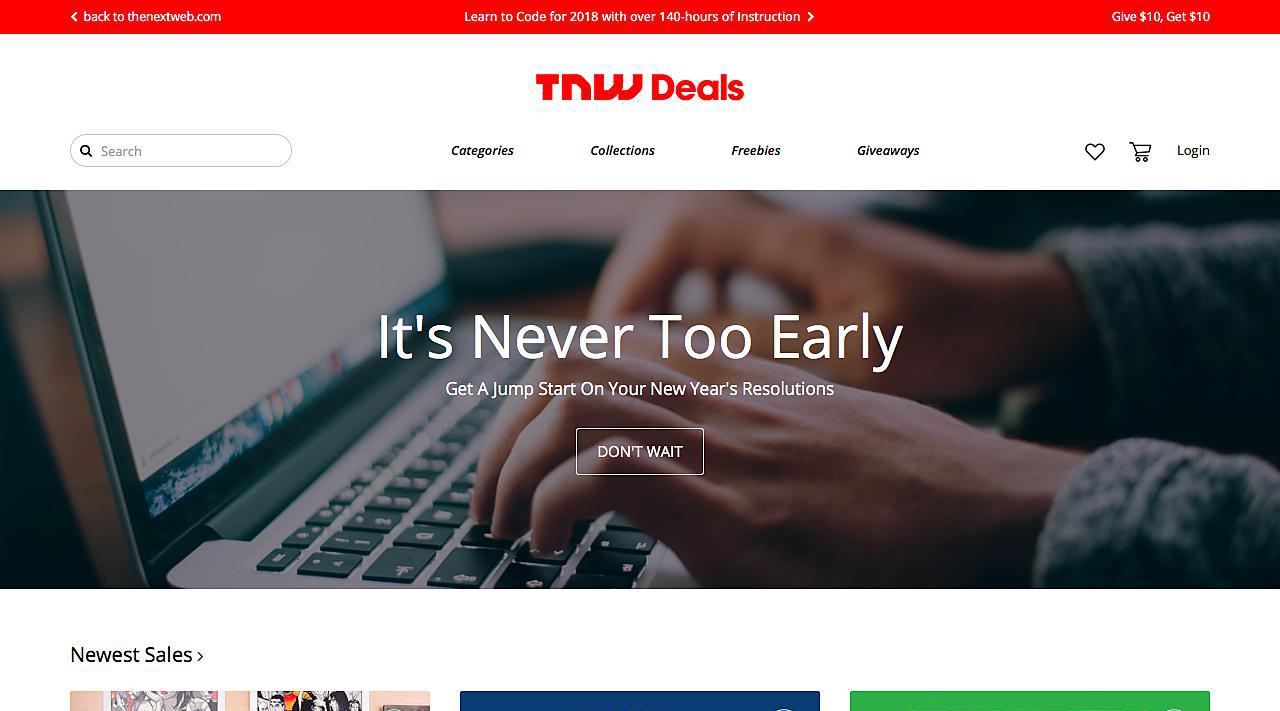 back to thenextweb.com
Learn to Code for 2018 with over 140-hours of Instruction
Give $10, Get $10
TNW Deals
Search
Categories
Collections
Freebies
Giveaways
Login
It's Never Too Early
Get A Jump Start On Your New Year's Resolutions
DON'T WAIT
Newest Sales